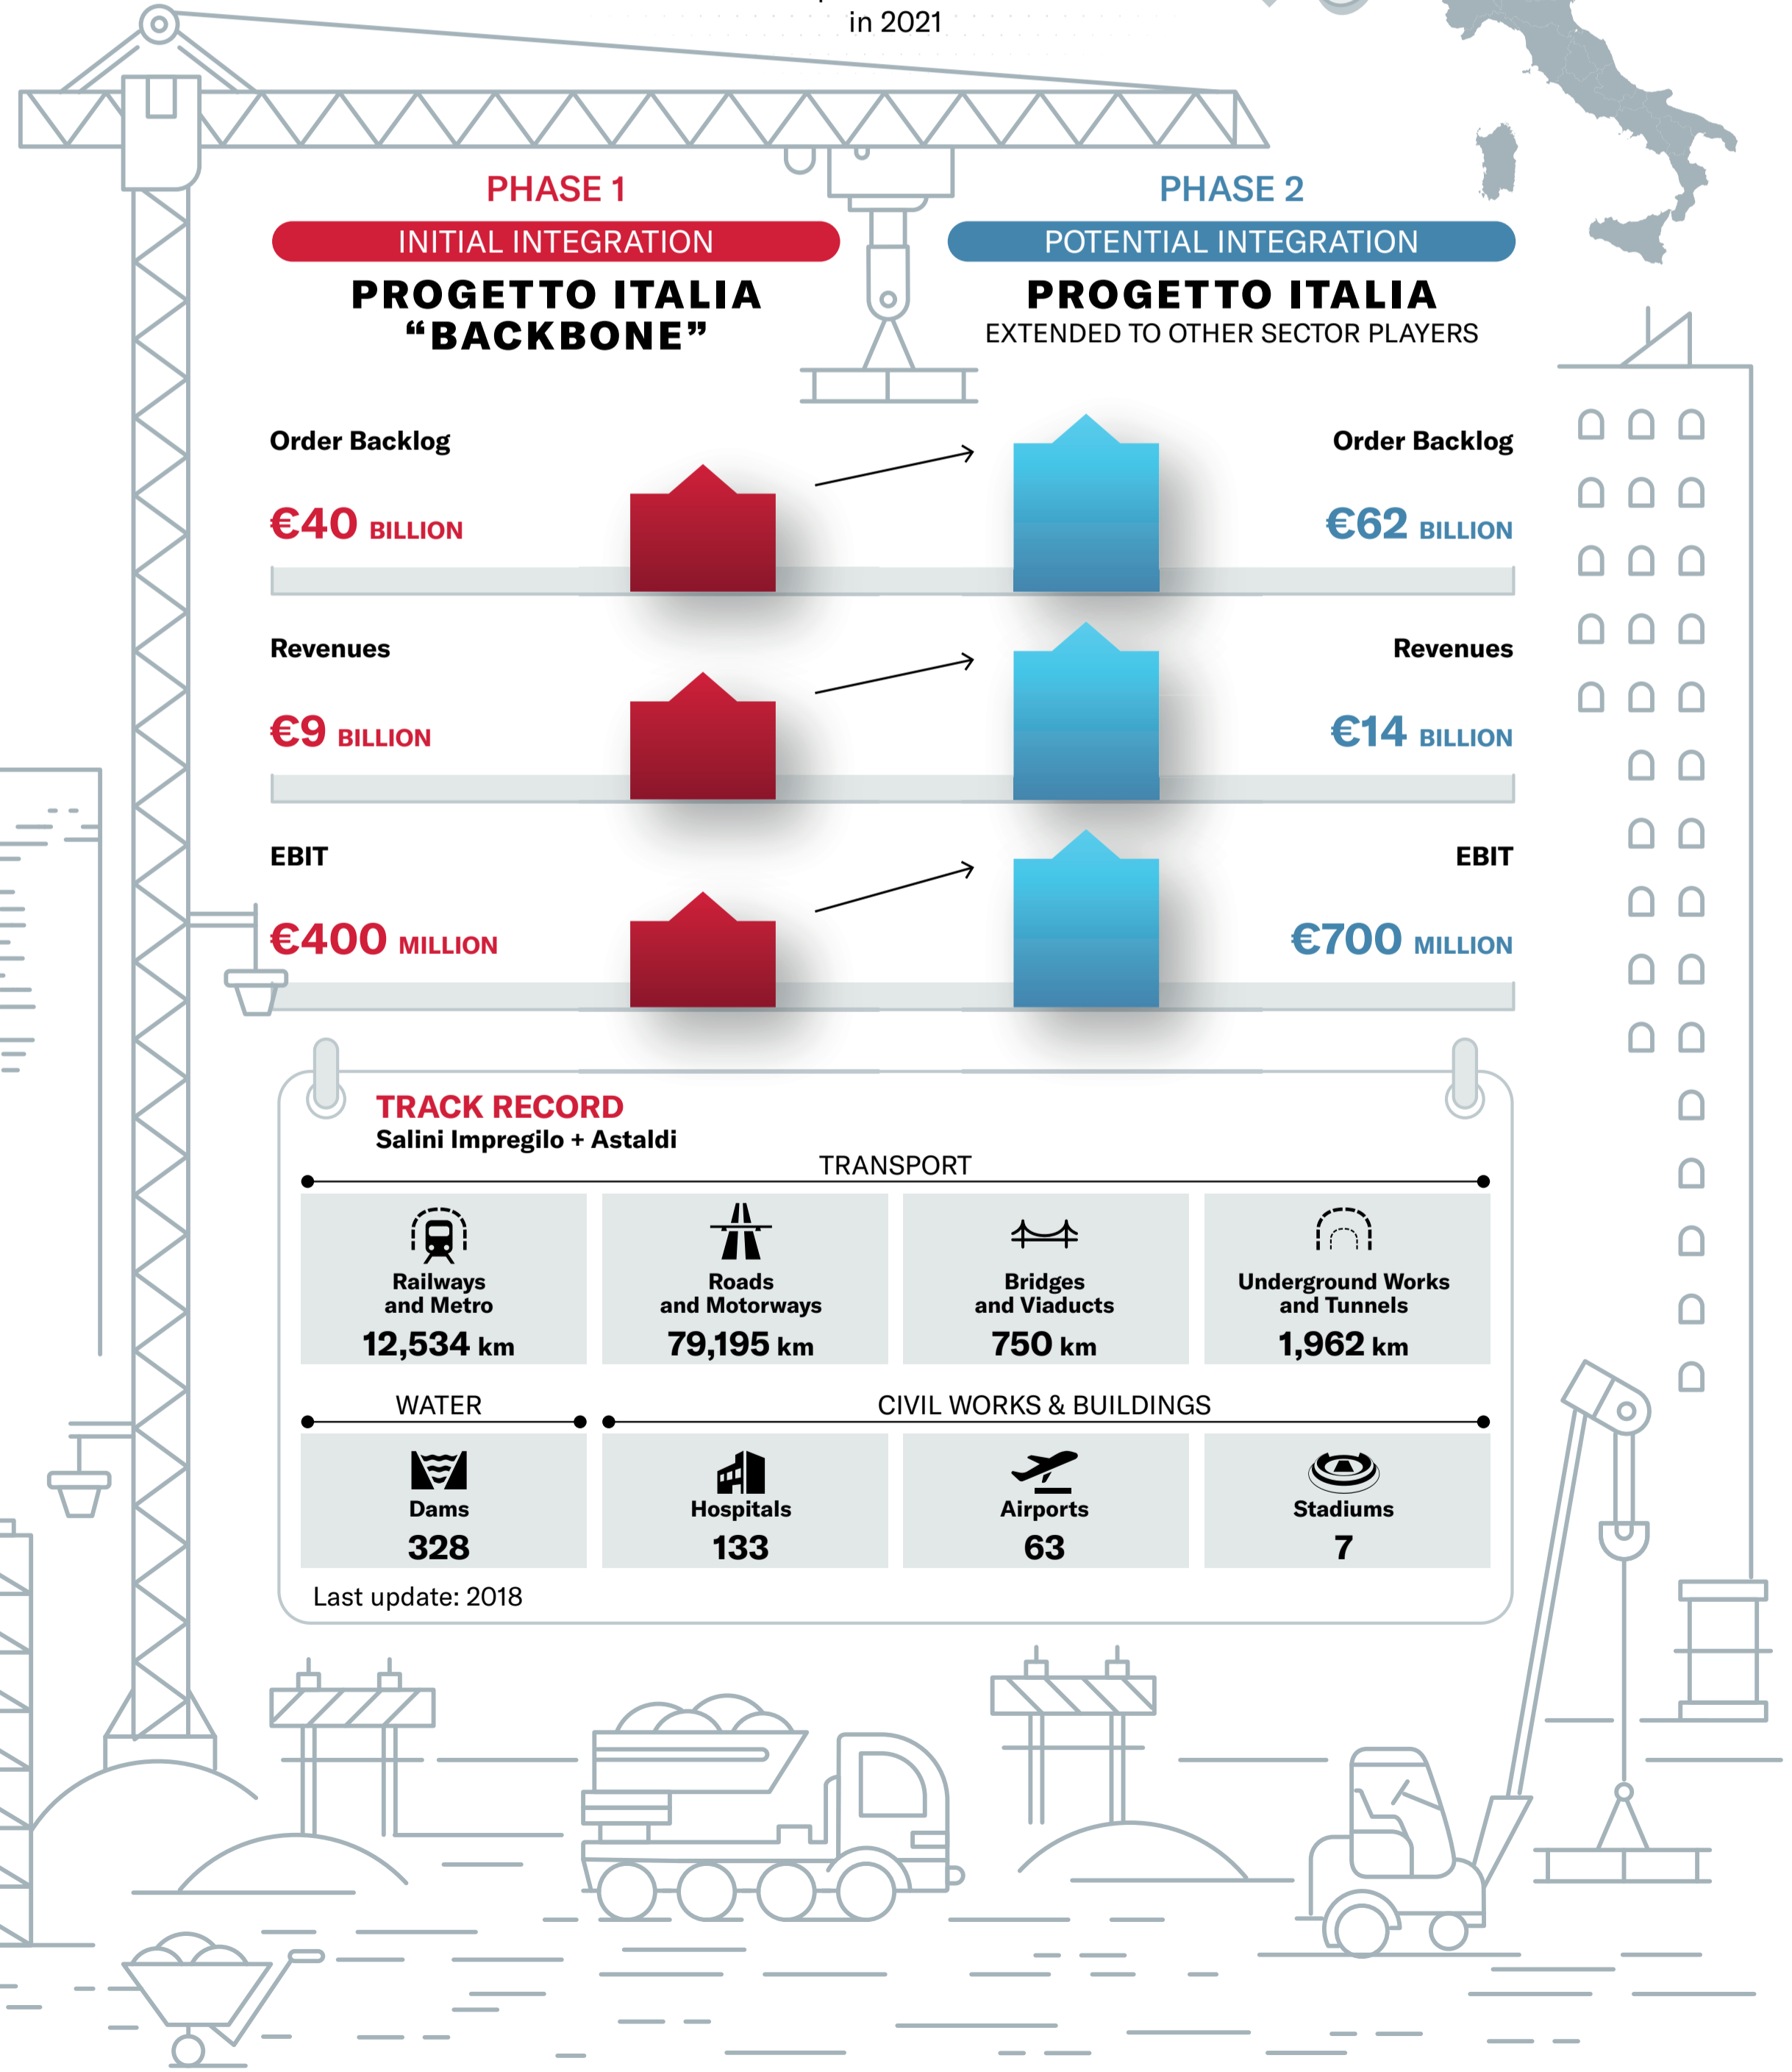 in 2021
PHASE 1
INITIAL INTEGRATION
PROGETTO ITALIA
“BACKBONE”
PHASE 2
POTENTIAL INTEGRATION
PROGETTO ITALIA
EXTENDED TO OTHER SECTOR PLAYERS
Order Backlog
€40 BILLION
Order Backlog
€62 BILLION
Revenues
€9 BILLION
Revenues
€14 BILLION
EBIT
€400 MILLION
EBIT
€700 MILLION
TRACK RECORD
Salini Impregilo + Astaldi
TRANSPORT
Railways
and Metro
12,534 km
Roads
and Motorways
79,195 km
Bridges
and Viaducts
750 km
Underground Works
and Tunnels
1,962 km
WATER
Dams
328
CIVIL WORKS & BUILDINGS
Hospitals
133
Airports
63
Stadiums
7
Last update: 2018